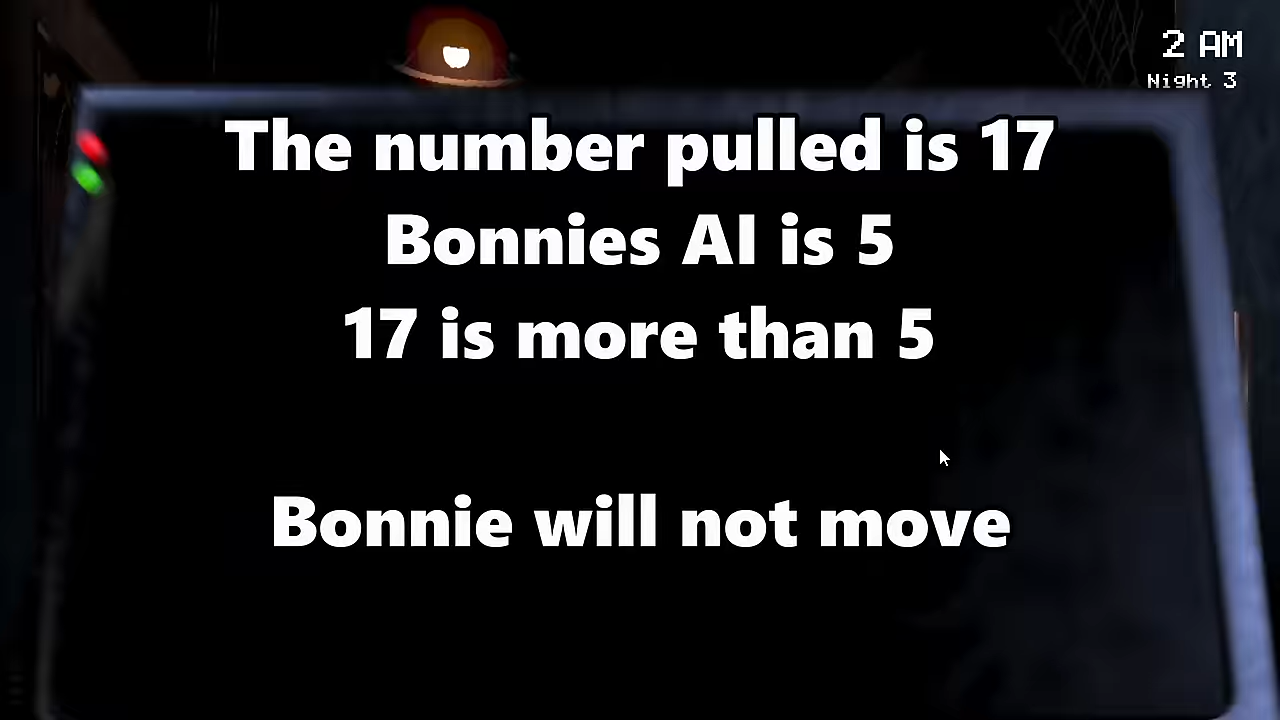 2 AM
Night 3
The number pulled is 17
Bonnies AI is 5
17 is more than 5
Bonnie will not move